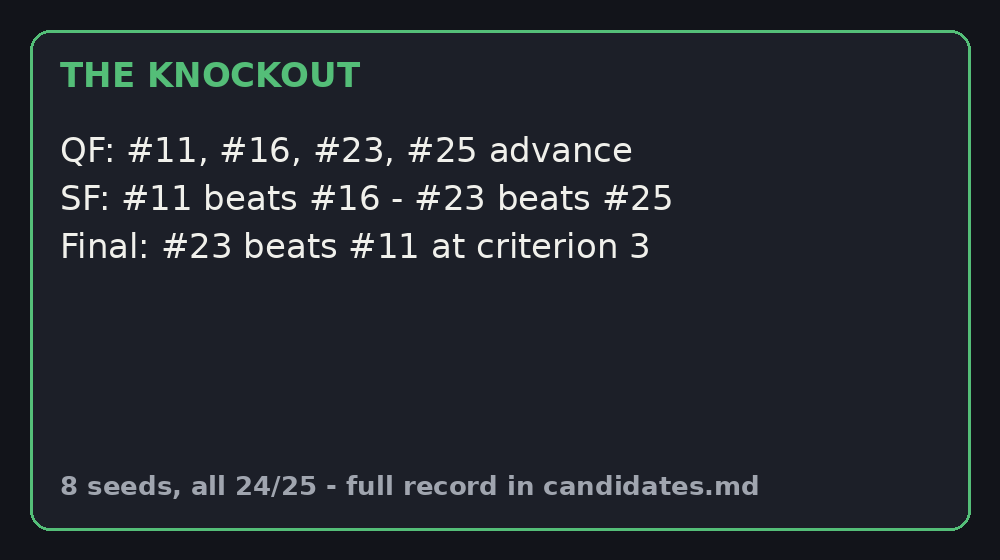 THE KNOCKOUT
QF: #11, #16, #23, #25 advance
SF: #11 beats #16 - #23 beats #25
Final: #23 beats #11 at criterion 3
8 seeds, all 24/25 - full record in candidates.md